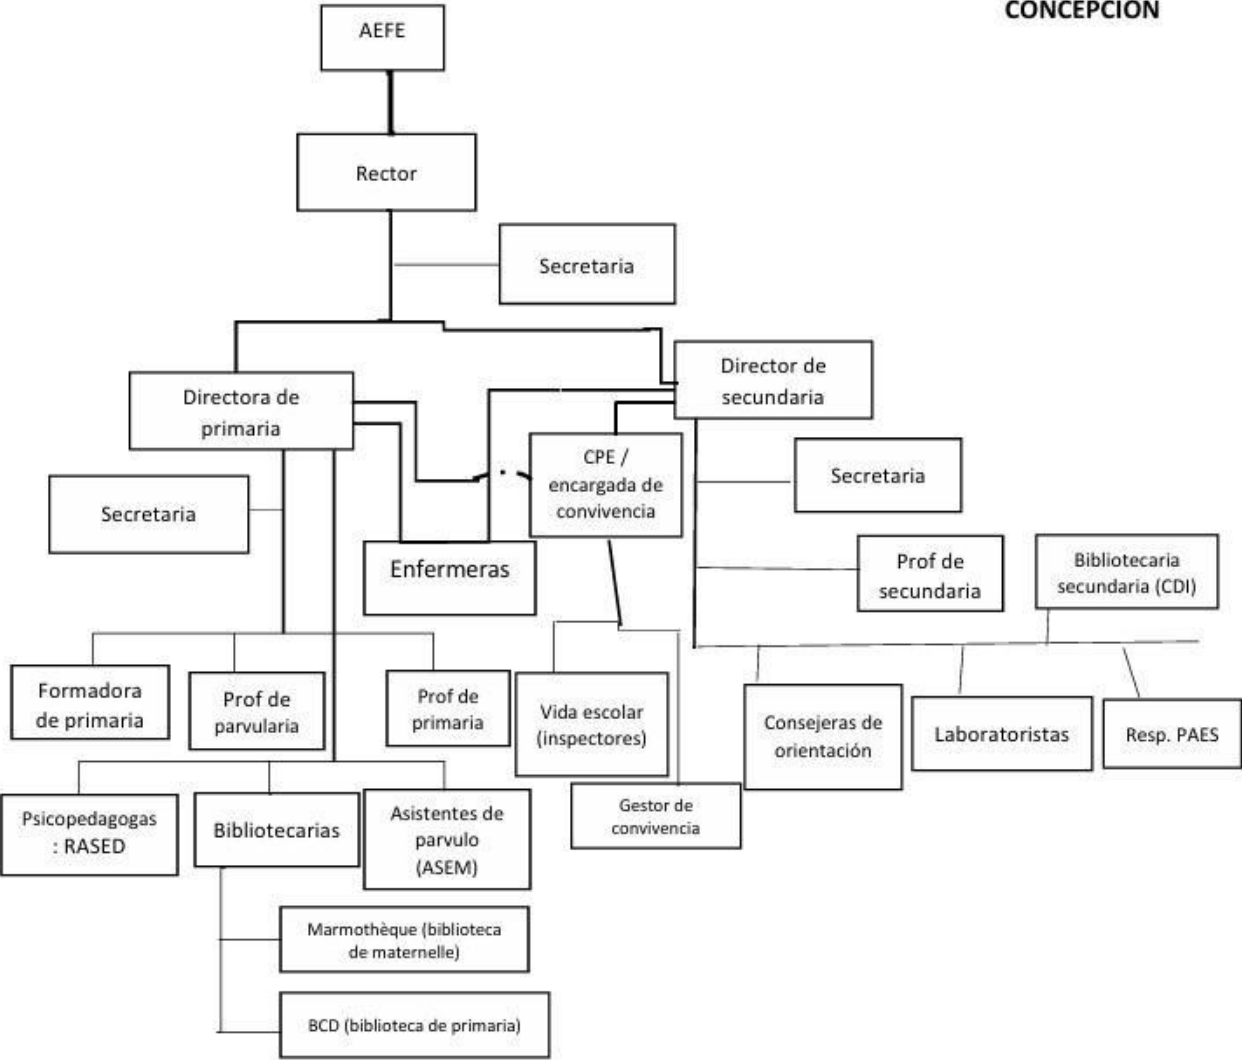 CONCEPCIÓN
AEFE
Rector
Secretaria
Director de
secundaria
Directora de
primaria
CPE /
encargada de
convivencia
Secretaria
Secretaria
Enfermeras
Prof de
secundaria
Bibliotecaria
secundaria (CDI)
Formadora
de primaria
Prof de
parvularia
Prof de
primaria
Vida escolar
(inspectores)
Consejeras de
orientación
Laboratoristas
Resp. PAES
Psicopedagogas
: RASED
Bibliotecarias
Asistentes de
parvulo
(ASEM)
Gestor de
convivencia
Marmothèque (biblioteca
de maternelle)
BCD (biblioteca de primaria)